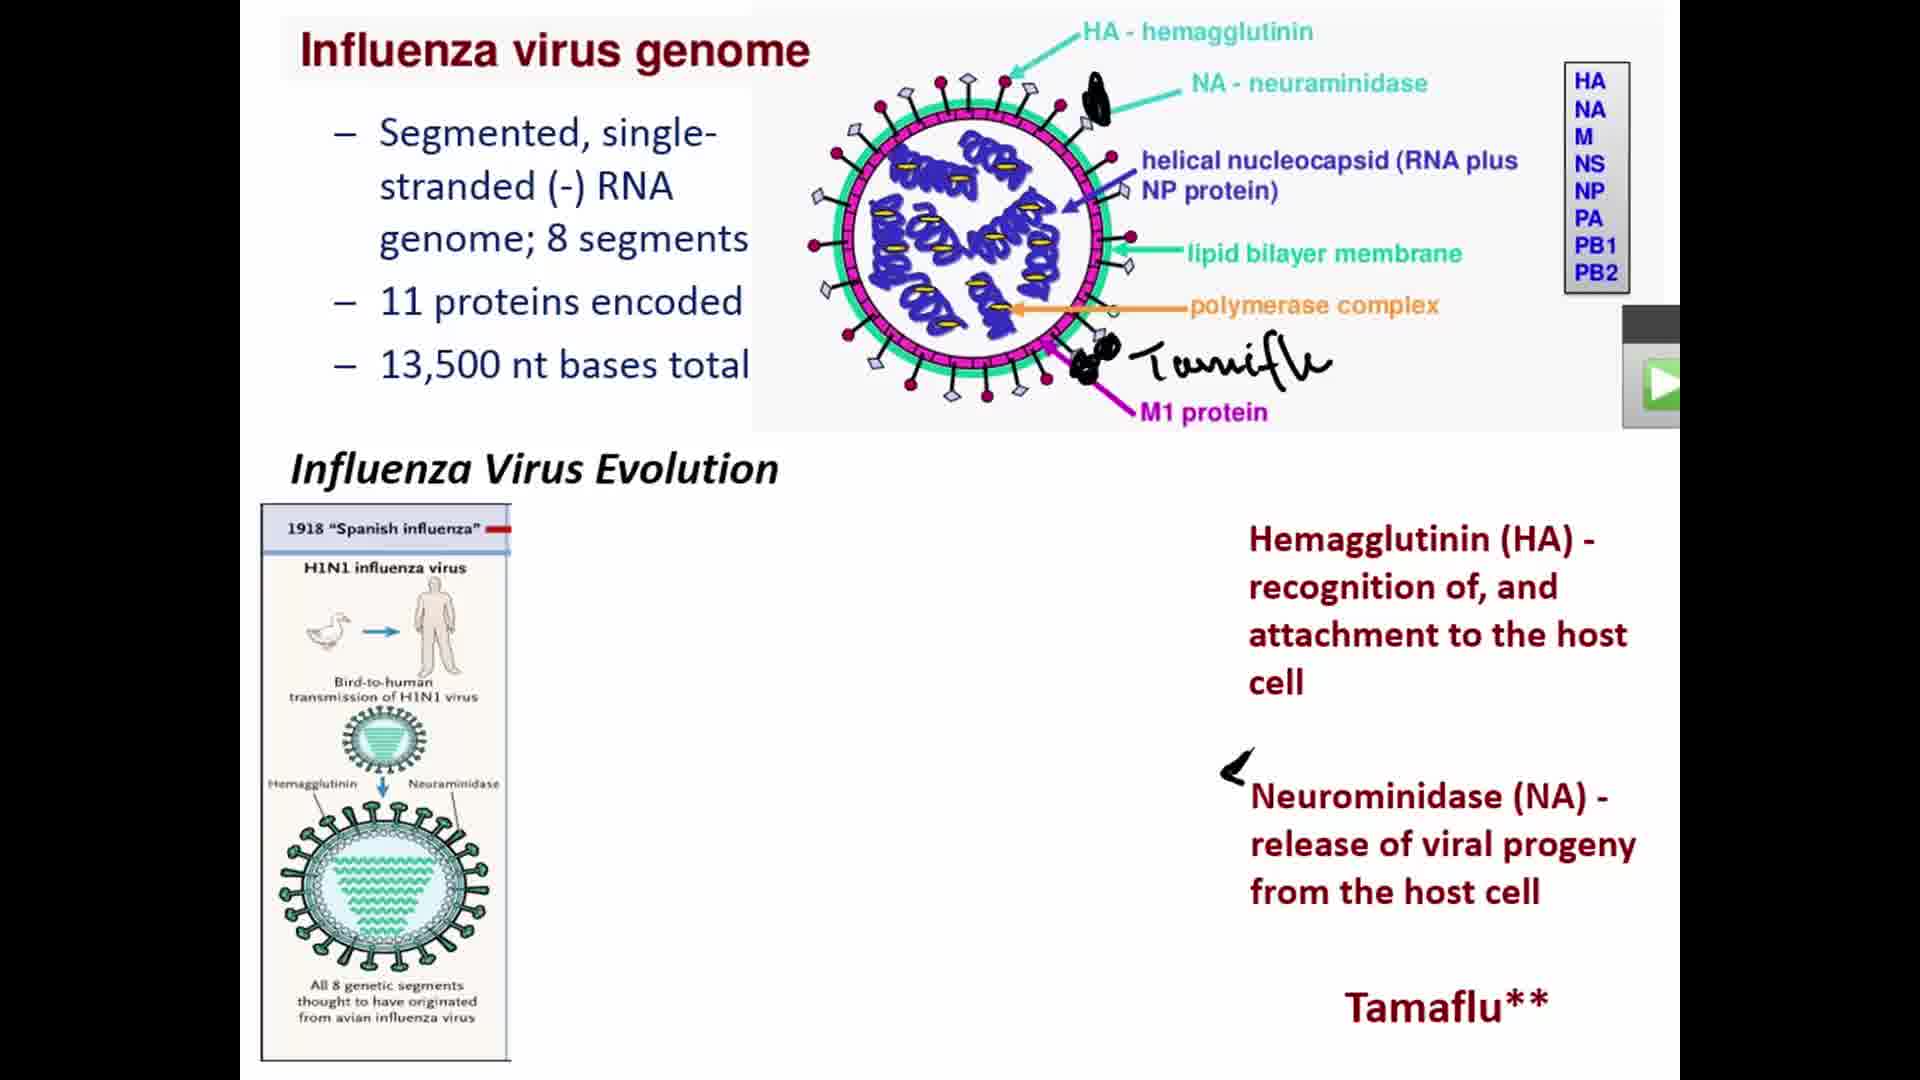 Influenza virus genome
– Segmented, single-
stranded (-) RNA
genome; 8 segments
– 11 proteins encoded
– 13,500 nt bases total
HA - hemagglutinin
NA - neuraminidase
helical nucleocapsid (RNA plus
NP protein)
lipid bilayer membrane
polymerase complex
Tamiflu
M1 protein
HA
NA
M
NS
NP
PA
PB1
PB2
Influenza Virus Evolution
1918 “Spanish influenza”
H1N1 influenza virus
Bird-to-human
transmission of H1N1 virus
Hemagglutinin Neuraminidase
All 8 genetic segments
thought to have originated
from avian influenza virus
Hemagglutinin (HA) -
recognition of, and
attachment to the host
cell
Neurominidase (NA) -
release of viral progeny
from the host cell
Tamaflu**